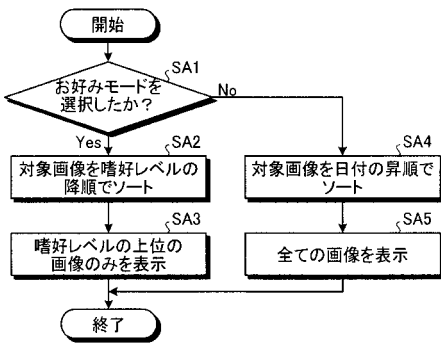 開始
SA1
お好みモードを
選択したか？
No
Yes
SA2
対象画像を嗜好レベルの
降順でソート
SA4
対象画像を日付の昇順で
ソート
SA3
嗜好レベルの上位の
画像のみを表示
SA5
全ての画像を表示
終了